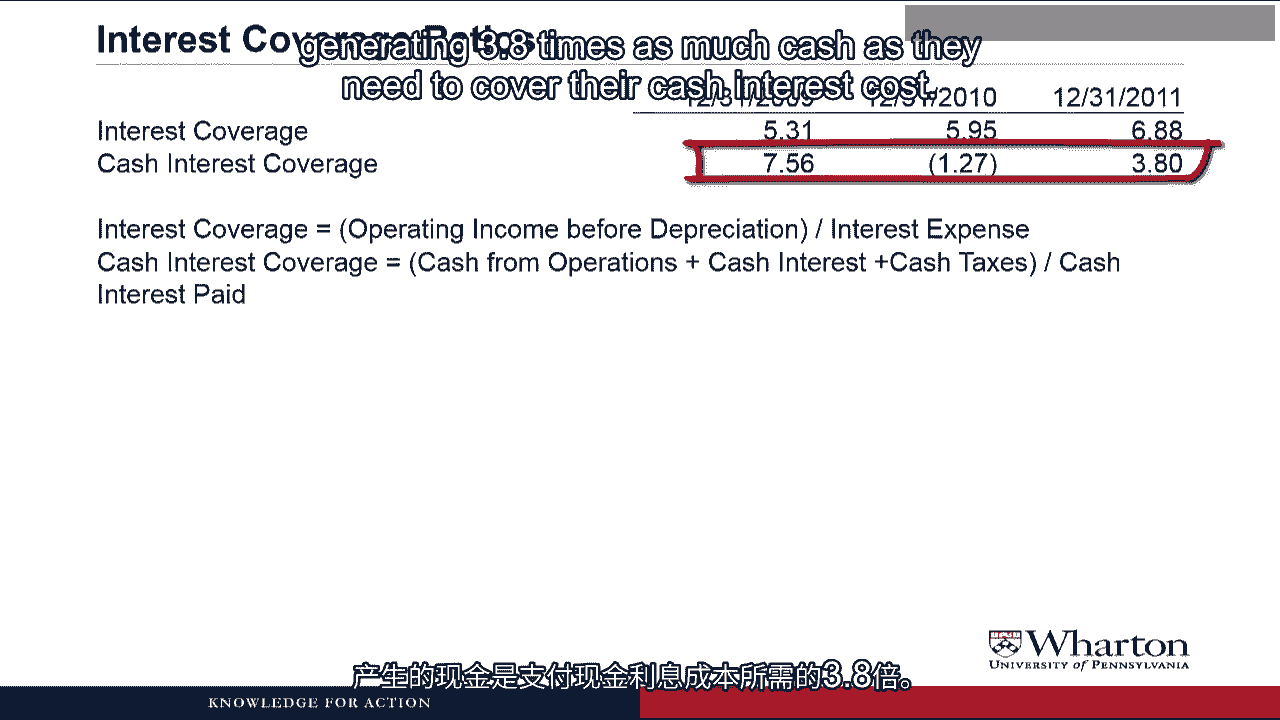 Interest Coverage Ratios
generating 3.8 times as much cash as they
need to cover their cash interest cost.
12/31/2009 12/31/2010 12/31/2011
Interest Coverage 5.31 5.95 6.88
Cash Interest Coverage 7.56 (1.27) 3.80
Interest Coverage = (Operating Income before Depreciation) / Interest Expense
Cash Interest Coverage = (Cash from Operations + Cash Interest +Cash Taxes) / Cash
Interest Paid
Wharton
UNIVERSITY of PENNSYLVANIA
产生的现金是支付现金利息成本所需的3.8倍。
KNOWLEDGE FOR ACTION